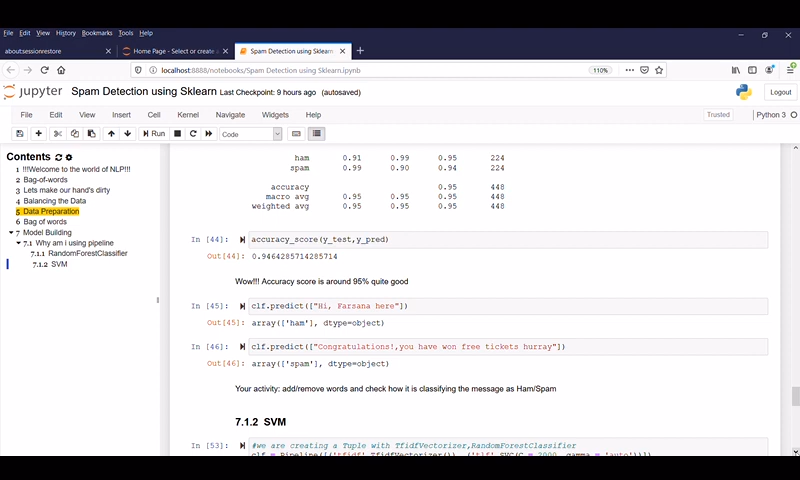 File Edit View History Bookmarks Tools Help
about:sessionrestore
Home Page - Select or create a
Spam Detection using Sklearn
localhost:8888/notebooks/Spam Detection using Sklearn.ipynb
110%
jupyter Spam Detection using Sklearn Last Checkpoint: 9 hours ago (autosaved)
Logout
File Edit View Insert Cell Kernel Navigate Widgets Help
Trusted
Python 3
Run
Code
Contents
1 !!!Welcome to the world of NLP!!!
2 Bag-of-words
3 Lets make our hand's dirty
4 Balancing the Data
5 Data Preparation
6 Bag of words
7 Model Building
7.1 Why am i using pipeline
7.1.1 RandomForestClassifier
7.1.2 SVM
ham 0.91 0.99 0.95 224
spam 0.99 0.90 0.94 224
accuracy 0.95 448
macro avg 0.95 0.95 0.95 448
weighted avg 0.95 0.95 0.95 448
In [44]: accuracy_score(y_test,y_pred)
Out[44]: 0.9464285714285714
Wow!!! Accuracy score is around 95% quite good
In [45]: clf.predict(["Hi, Farsana here"])
Out[45]: array(['ham'], dtype=object)
In [46]: clf.predict(["Congratulations!,you have won free tickets hurray"])
Out[46]: array(['spam'], dtype=object)
Your activity: add/remove words and check how it is classifying the message as Ham/Spam
7.1.2 SVM
In [53]: #we are creating a Tuple with TfidfVectorizer,RandomForestClassifier
clf = Pipeline([('tfidf',TfidfVectorizer()), ('tlf',SVC(C = 2000, gamma = 'auto'))])